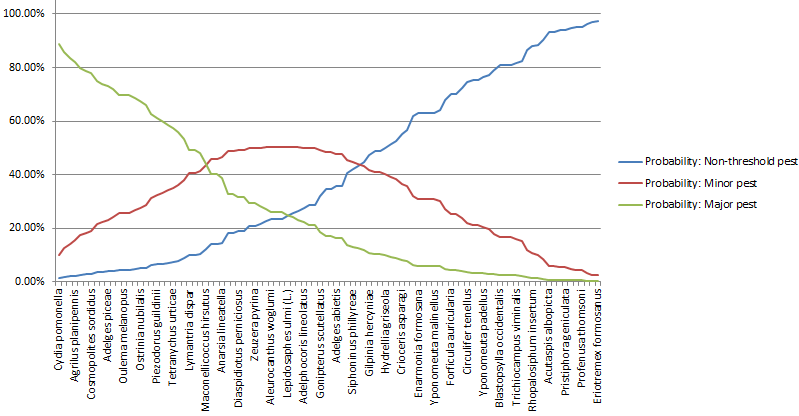 100.00%
80.00%
60.00%
40.00%
20.00%
0.00%
Cydia pomonella
Agrilus planipennis
Cosmopolites sordidus
Adelges piceae
Oulema melanopus
Ostrinia nubilalis
Piezodorus guildinii
Tetranychus urticae
Lymantria dispar
Maconellicoccus hirsutus
Anarsia lineatella
Diaspidiotus perniciosus
Zeuzera pyrina
Aleurocanthus woglumi
Lepidosaphes ulmi (L.)
Adelphocoris lineolatus
Gonipterus scutellatus
Adelges abietis
Siphoninus phillyreae
Gilpinia hercyniae
Hydrellia griseola
Crioceris asparagi
Enarmonia formosana
Yponomeuta malinellus
Forficula auricularia
Circulifer tenellus
Yponomeuta padellus
Blastopsylla occidentalis
Trichiocampus viminalis
Rhopalosiphum insertum
Acutaspis albopicta
Pristiphora geniculata
Profenusa thomsoni
Eriotremex formosanus
Probability: Non-threshold pest
Probability: Minor pest
Probability: Major pest